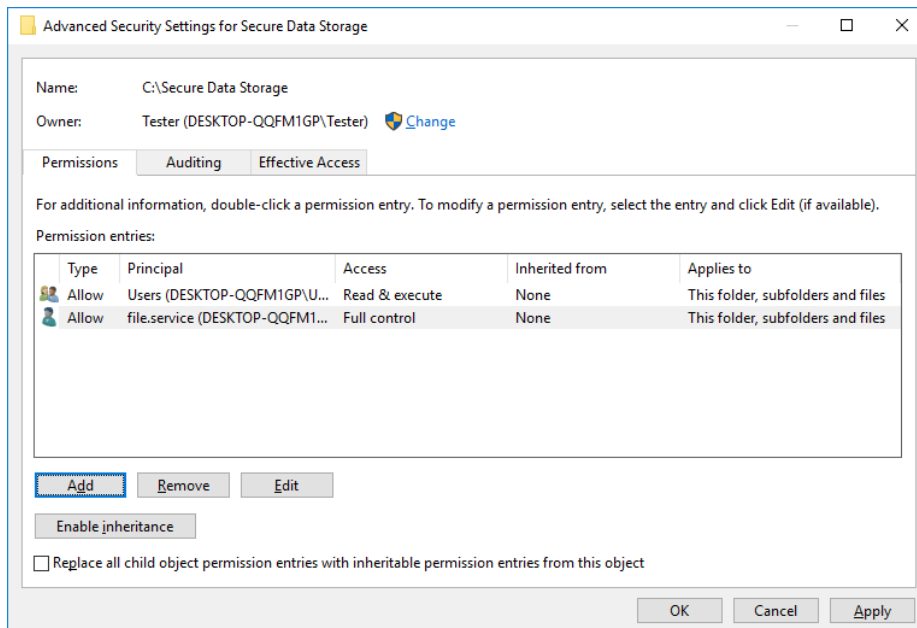 Advanced Security Settings for Secure Data Storage
Name: C:\Secure Data Storage
Owner: Tester (DESKTOP-QQFM1GP\Tester) Change
Permissions Auditing Effective Access
For additional information, double-click a permission entry. To modify a permission entry, select the entry and click Edit (if available).
Permission entries:
Type Principal Access Inherited from Applies to
Allow Users (DESKTOP-QQFM1GP\U... Read & execute None This folder, subfolders and files
Allow file.service (DESKTOP-QQFM1... Full control None This folder, subfolders and files
Add Remove Edit
Enable inheritance
Replace all child object permission entries with inheritable permission entries from this object
OK Cancel Apply